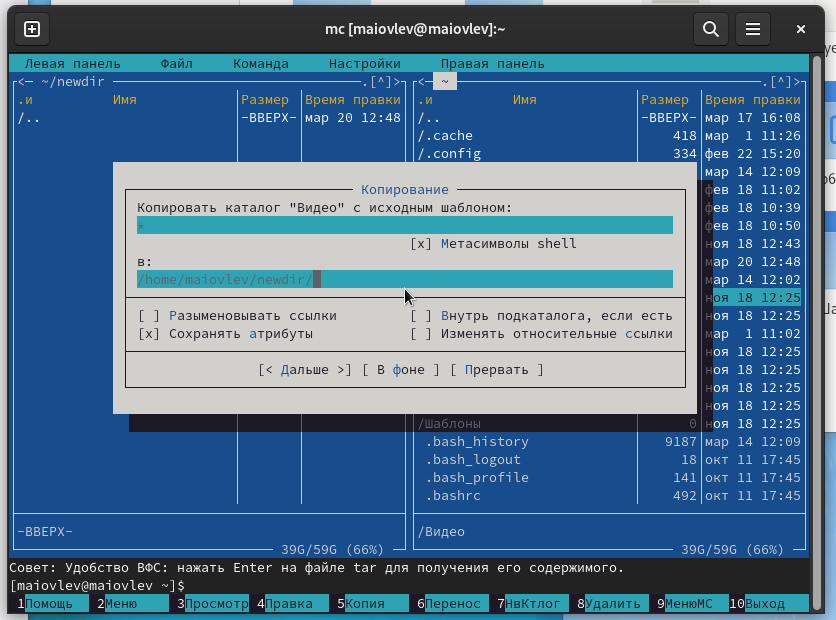 mc [maiovlev@maiovlev]:~
Левая панель Файл Команда Настройки Правая панель
<— ~/newdir .[^]> <— ~ .[^]>
.и Имя Размер Время правки .и Имя Размер Время правки
/.. -ВВЕРХ- мар 20 12:48 /.. -ВВЕРХ- мар 17 16:08
/.cache 418 мар 1 11:26
/.config 334 фев 22 15:20
мар 14 12:09
Копирование фев 18 11:02
Копировать каталог "Видео" с исходным шаблоном: фев 18 10:39
* фев 18 10:50
[x] Метасимволы shell ноя 18 12:43
в: мар 20 12:48
/home/maiovlev/newdir/ мар 14 12:02
ноя 18 12:25
[ ] Разыменовывать ссылки [ ] Внутрь подкаталога, если есть ноя 18 12:25
[x] Сохранять атрибуты [ ] Изменять относительные ссылки мар 1 11:02
ноя 18 12:25
[< Дальше >] [ В фоне ] [ Прервать ] ноя 18 12:25
ноя 18 12:25
ноя 18 12:25
/Шаблоны 0 ноя 18 12:25
.bash_history 9187 мар 14 12:09
.bash_logout 18 окт 11 17:45
.bash_profile 141 окт 11 17:45
.bashrc 492 окт 11 17:45
-ВВЕРХ- /Видео
39G/59G (66%) 39G/59G (66%)
Совет: Удобство ВФС: нажать Enter на файле tar для получения его содержимого.
[maiovlev@maiovlev ~]$
1Помощь 2Меню 3Просмотр 4Правка 5Копия 6Перенос 7НвКтлог 8Удалить 9МенюМС 10Выход